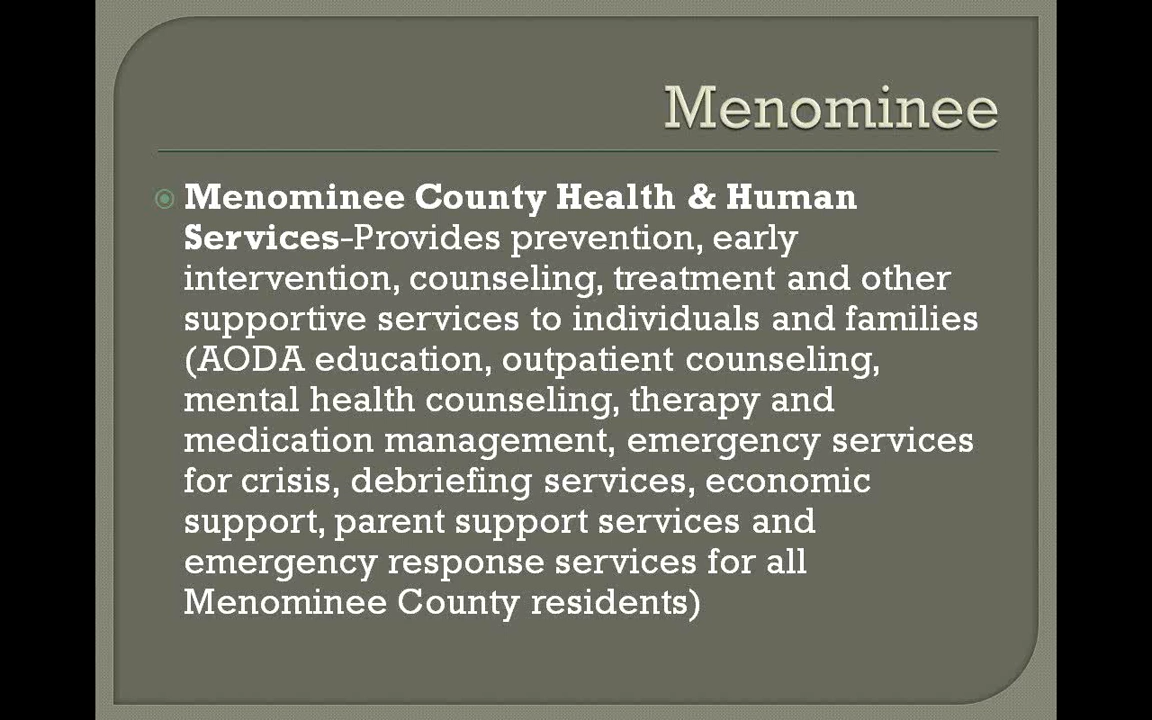 Menominee
Menominee County Health & Human
Services-Provides prevention, early
intervention, counseling, treatment and other
supportive services to individuals and families
(AODA education, outpatient counseling,
mental health counseling, therapy and
medication management, emergency services
for crisis, debriefing services, economic
support, parent support services and
emergency response services for all
Menominee County residents)